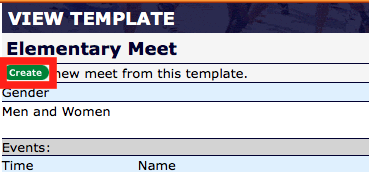 VIEW TEMPLATE
Elementary Meet
Create new meet from this template.
Gender
Men and Women
Events:
Time Name